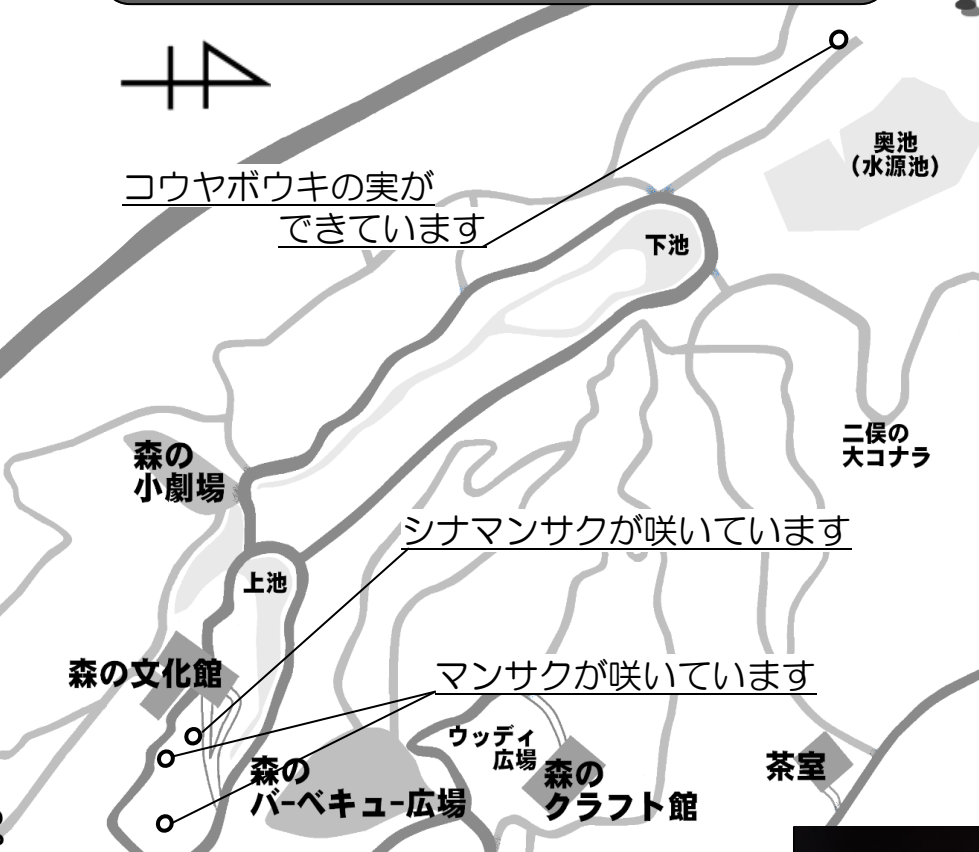 奥池
（水源池）
コウヤボウキの実が
できています
下池
二俣の
大コナラ
森の
小劇場
シナマンサクが咲いています
上池
森の文化館
マンサクが咲いています
ウッディ
広場
茶室
森の
バーベキュー広場
森の
クラフト館